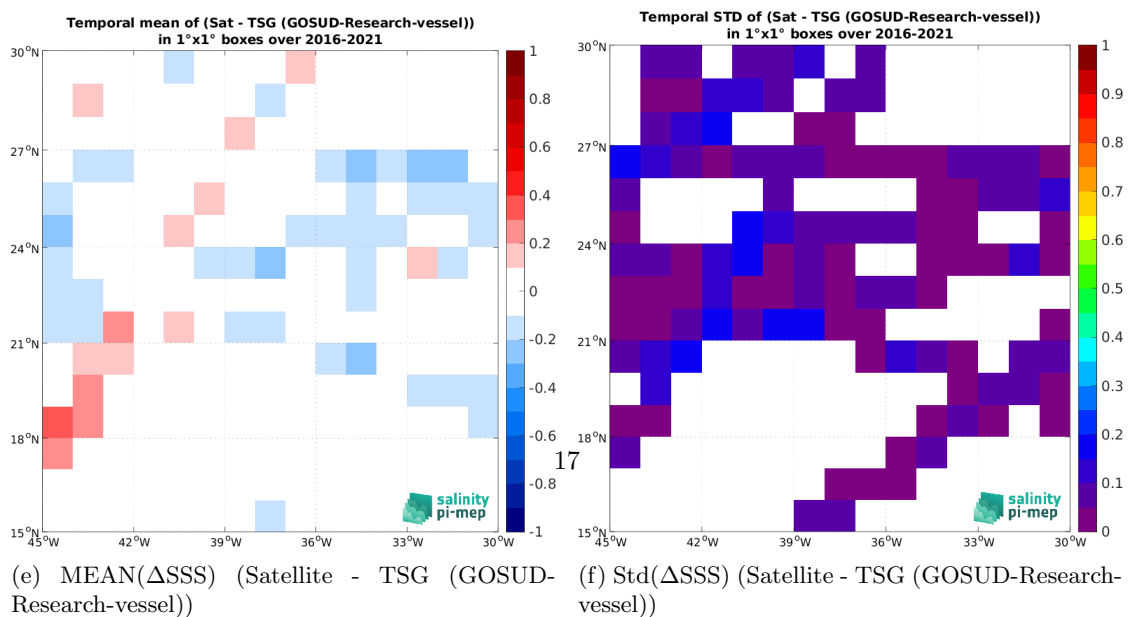 Temporal mean of (Sat - TSG (GOSUD-Research-vessel))
in 1°x1° boxes over 2016-2021
30°N
27°N
24°N
21°N
18°N
15°N
45°W
42°W
39°W
36°W
33°W
30°W
1
0.8
0.6
0.4
0.2
0
-0.2
-0.4
-0.6
-0.8
-1
salinity
pi-mep
Temporal STD of (Sat - TSG (GOSUD-Research-vessel))
in 1°x1° boxes over 2016-2021
30°N
27°N
24°N
21°N
18°N
15°N
45°W
42°W
39°W
36°W
33°W
30°W
1
0.9
0.8
0.7
0.6
0.5
0.4
0.3
0.2
0.1
0
salinity
pi-mep
17
(e) MEAN(ΔSSS) (Satellite - TSG (GOSUD-
Research-vessel))
(f) Std(ΔSSS) (Satellite - TSG (GOSUD-Research-
vessel))